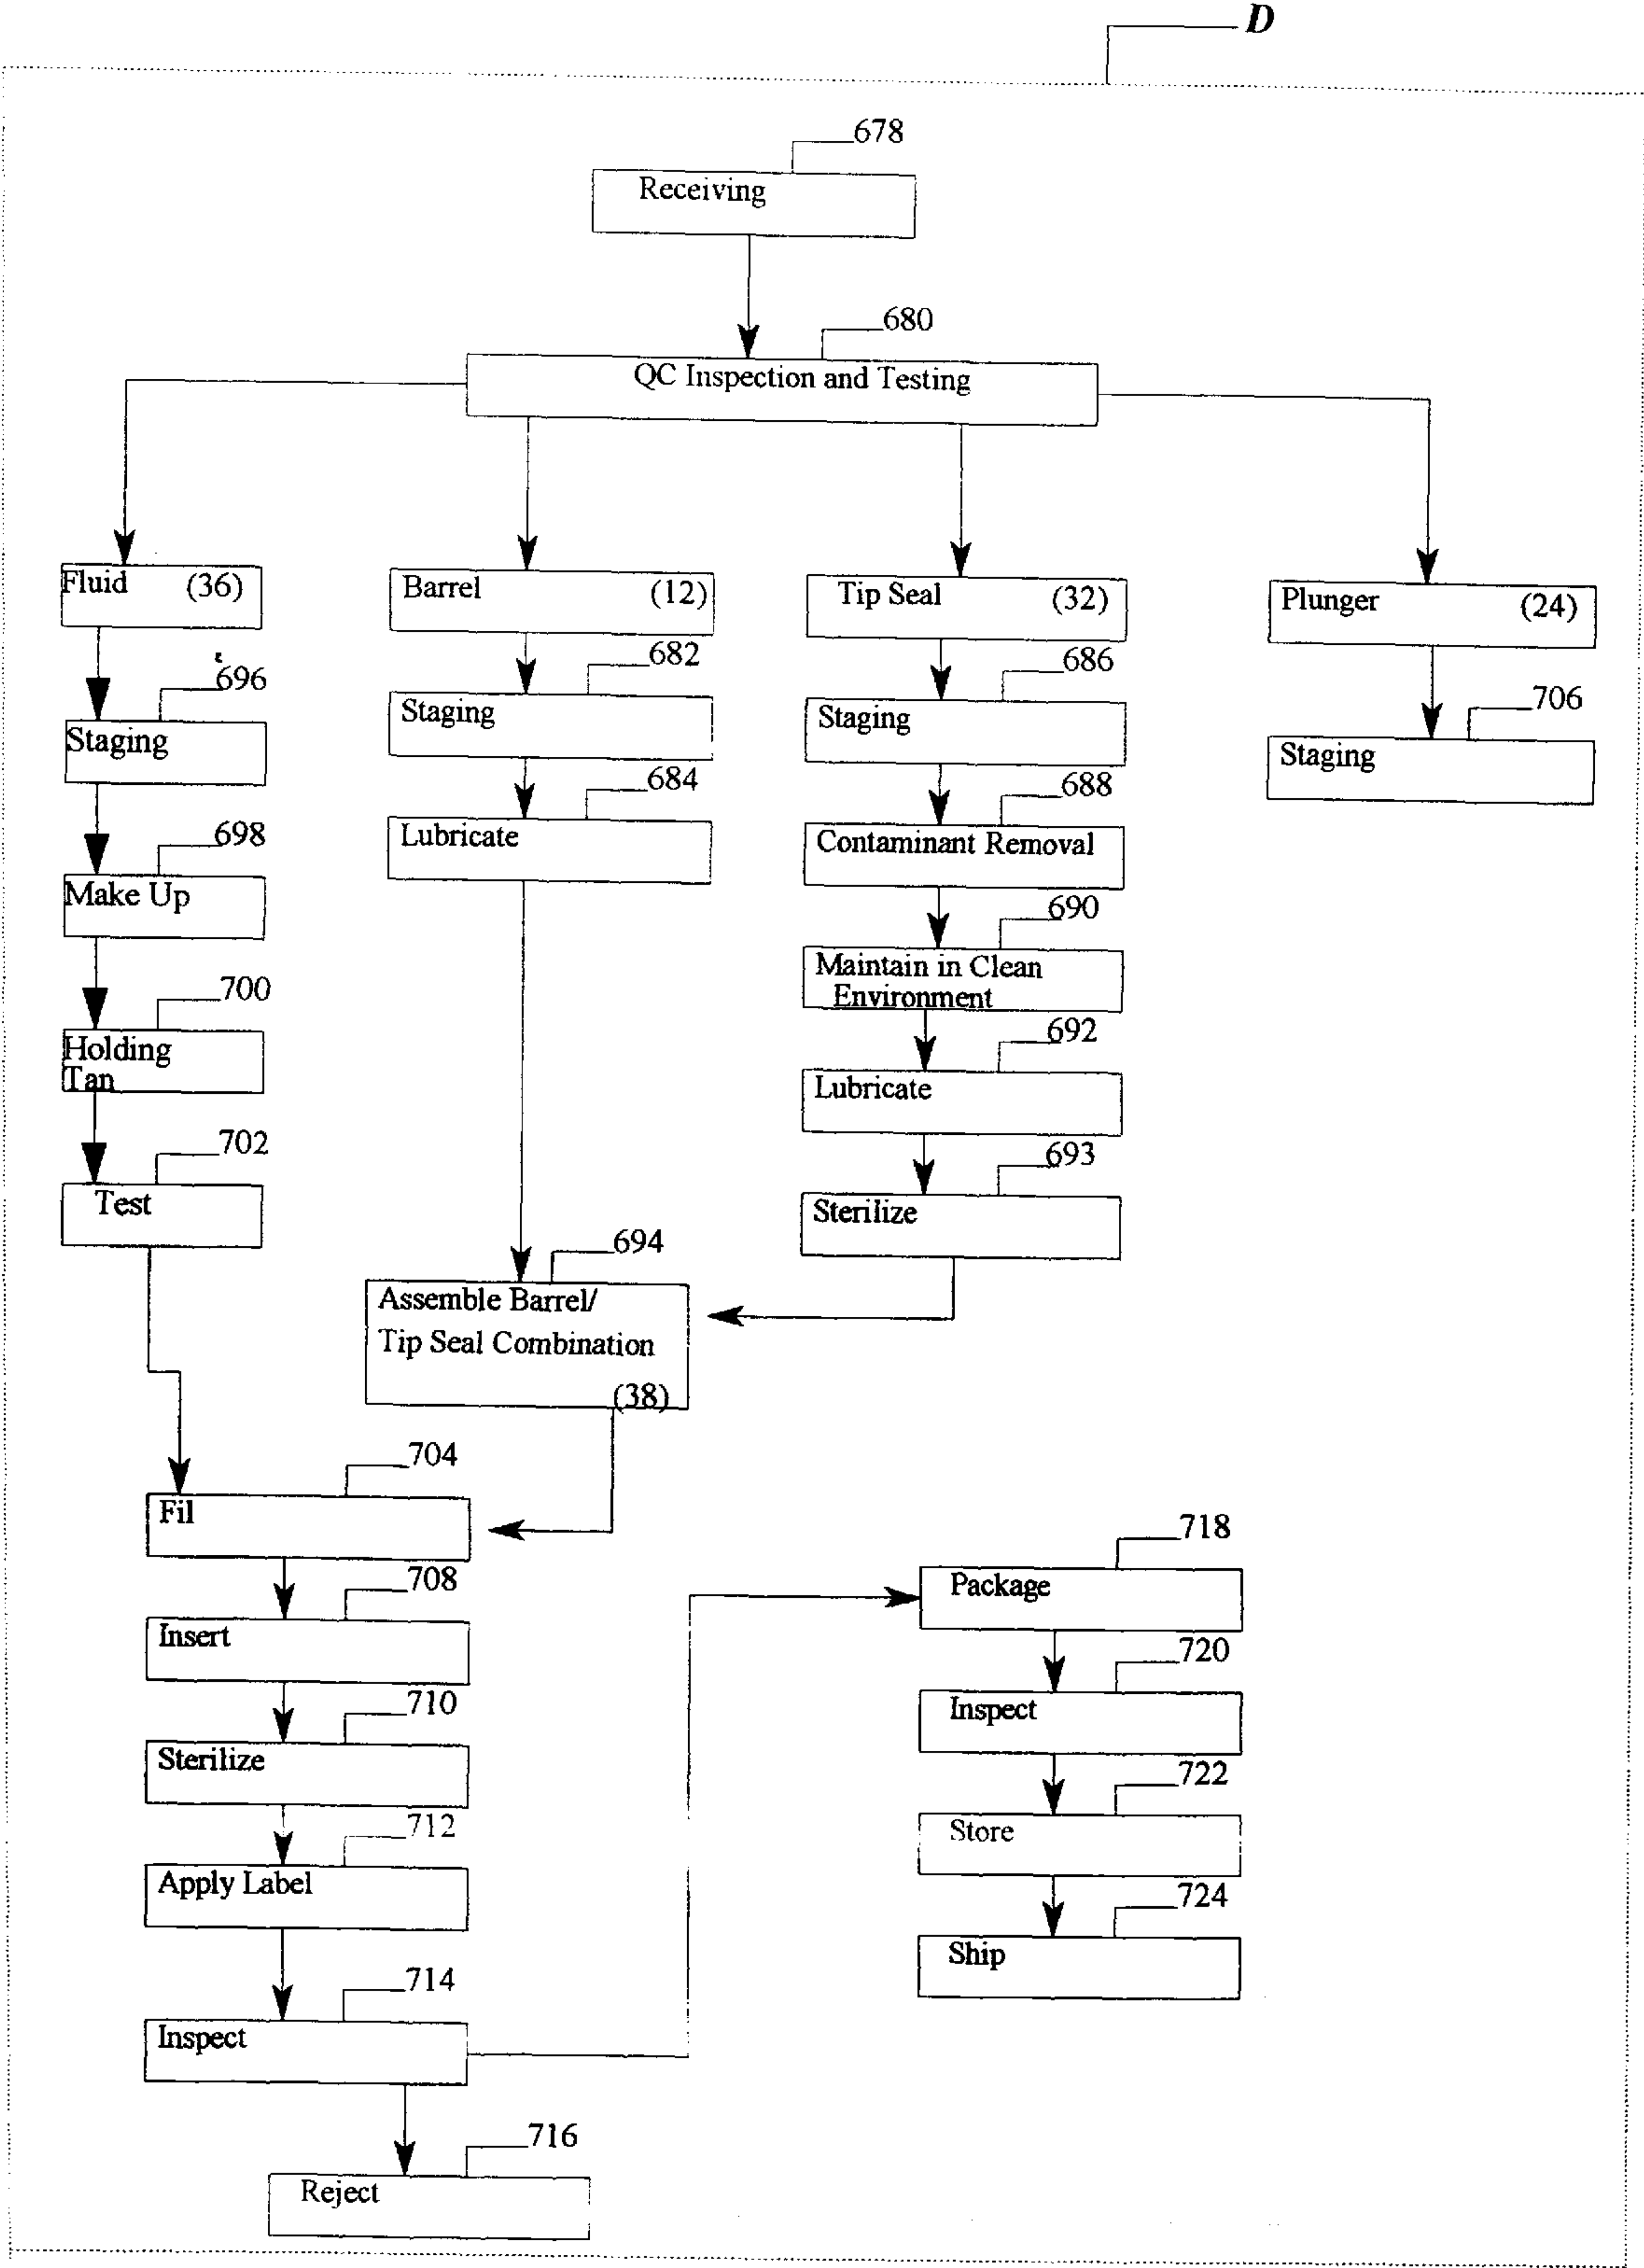 D
678
Receiving
680
QC Inspection and Testing
Fluid (36)
696
Staging
698
Make Up
700
Holding
Tan
702
Test
Barrel (12)
682
Staging
684
Lubricate
Tip Seal (32)
686
Staging
688
Contaminant Removal
690
Maintain in Clean
Environment
692
Lubricate
693
Sterilize
Plunger (24)
706
Staging
694
Assemble Barrel/
Tip Seal Combination
(38)
704
Fil
708
Insert
710
Sterilize
712
Apply Label
714
Inspect
716
Reject
718
Package
720
Inspect
722
Store
724
Ship